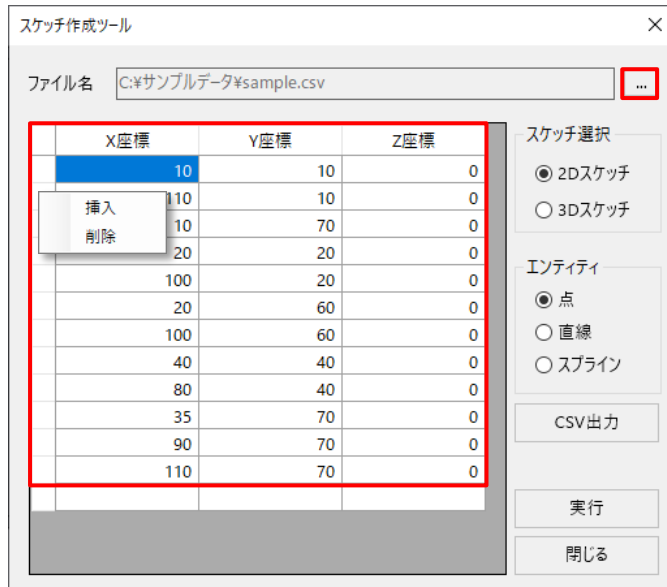 スケッチ作成ツール
ファイル名 C:¥サンプルデータ¥sample.csv ...
X座標 Y座標 Z座標
10 10 0
110 10 0
10 70 0
20 20 0
100 20 0
20 60 0
100 60 0
40 40 0
80 40 0
35 70 0
90 70 0
110 70 0
挿入
削除
スケッチ選択
2Dスケッチ
3Dスケッチ
エンティティ
点
直線
スプライン
CSV出力
実行
閉じる